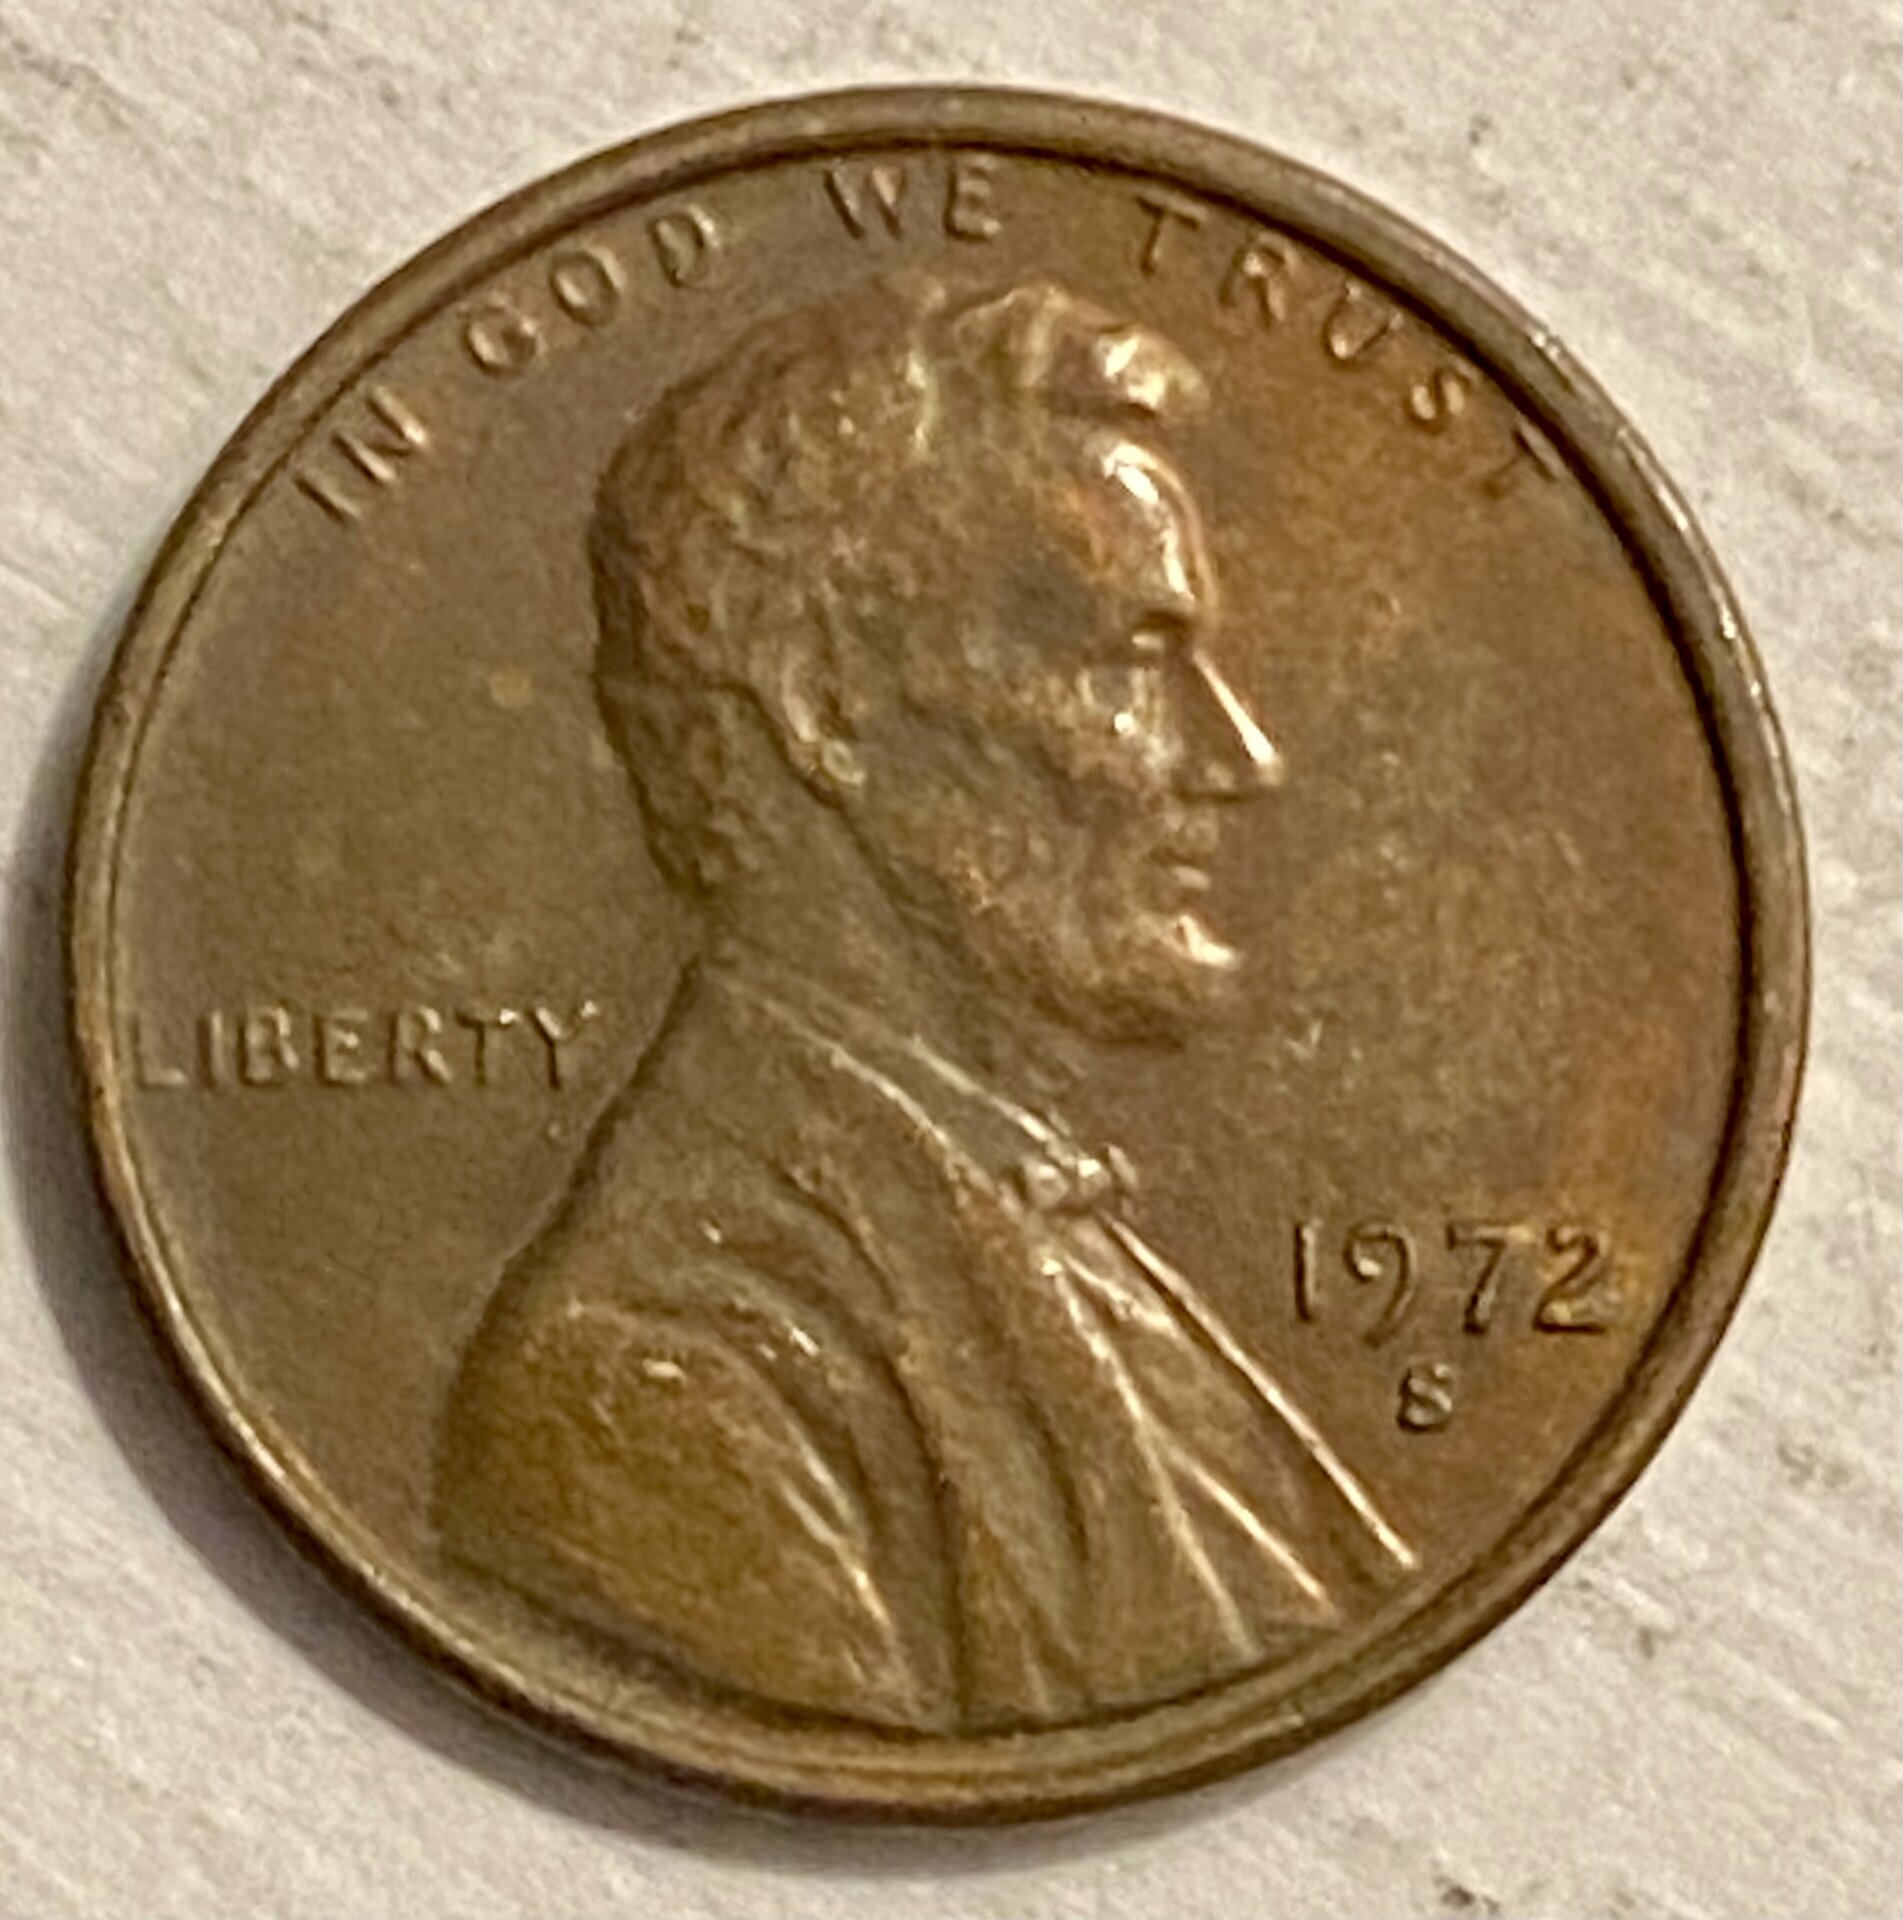 IN GOD WE TRUST
LIBERTY
1972
S